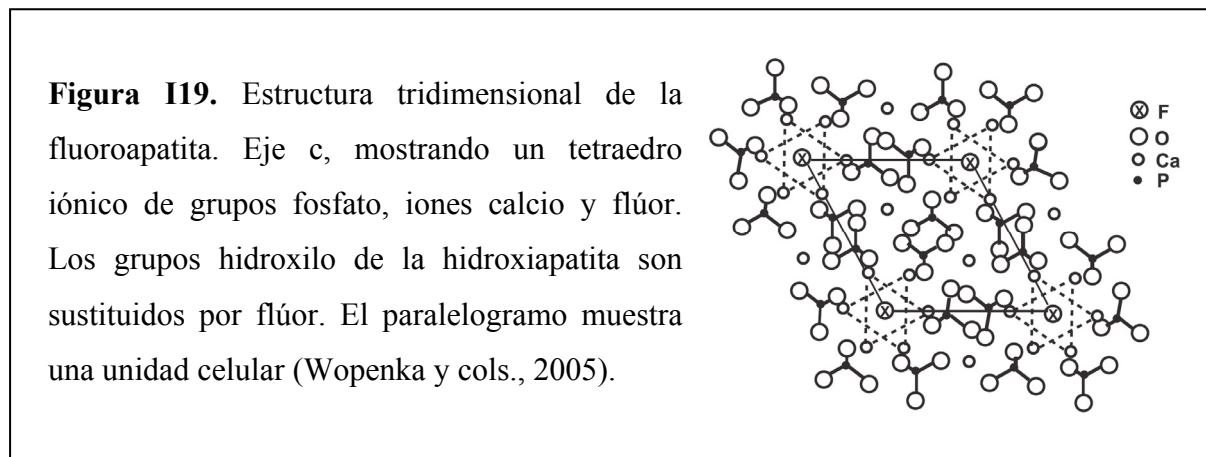 Figura I19. Estructura tridimensional de la
fluoroapatita. Eje c, mostrando un tetraedro
iónico de grupos fosfato, iones calcio y flúor.
Los grupos hidroxilo de la hidroxiapatita son
sustituidos por flúor. El paralelogramo muestra
una unidad celular (Wopenka y cols., 2005).
F
O
Ca
P
X
X
X
X